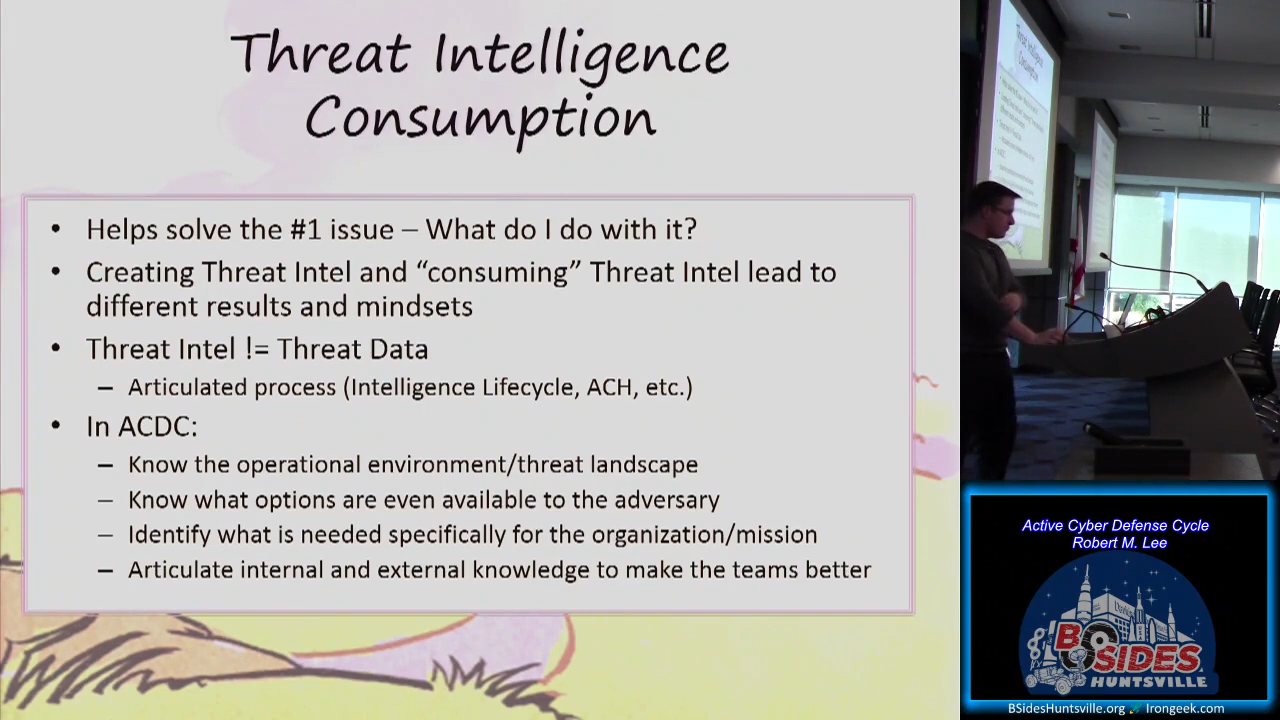 Threat Intelligence
Consumption
• Helps solve the #1 issue – What do I do with it?
• Creating Threat Intel and “consuming” Threat Intel lead to
different results and mindsets
• Threat Intel != Threat Data
– Articulated process (Intelligence Lifecycle, ACH, etc.)
• In ACDC:
– Know the operational environment/threat landscape
– Know what options are even available to the adversary
– Identify what is needed specifically for the organization/mission
– Articulate internal and external knowledge to make the teams better
Threat Intelligence
Consumption
Active Cyber Defense Cycle
Robert M. Lee
BSIDES
HUNTSVILLE
BSidesHuntsville.org Irongeek.com